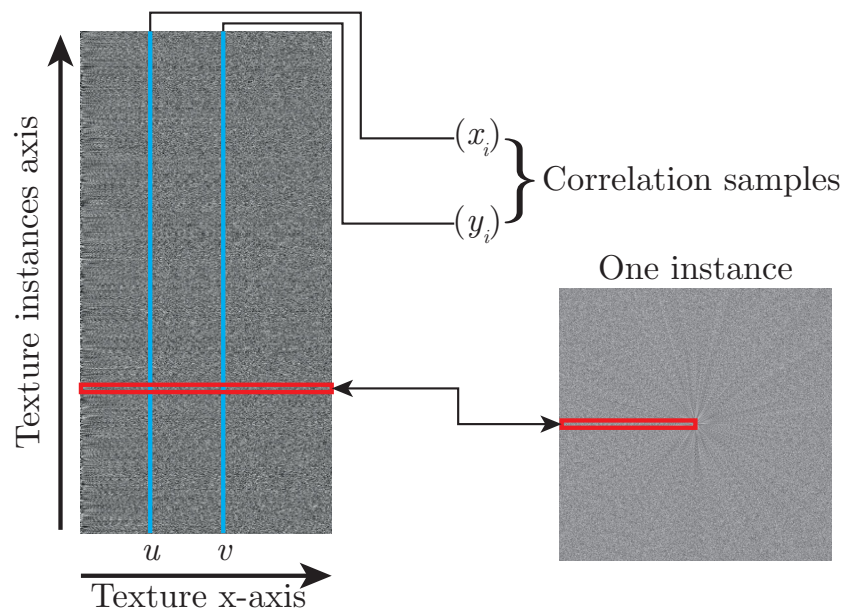 Texture instances axis
(x_i)
(y_i)
Correlation samples
One instance
u
v
Texture x-axis